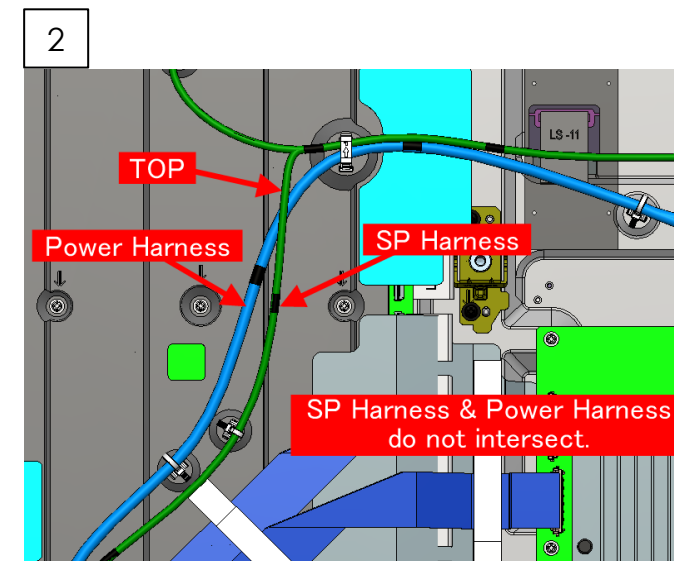 2
LS-11
TOP
Power Harness
SP Harness
SP Harness & Power Harness
do not intersect.